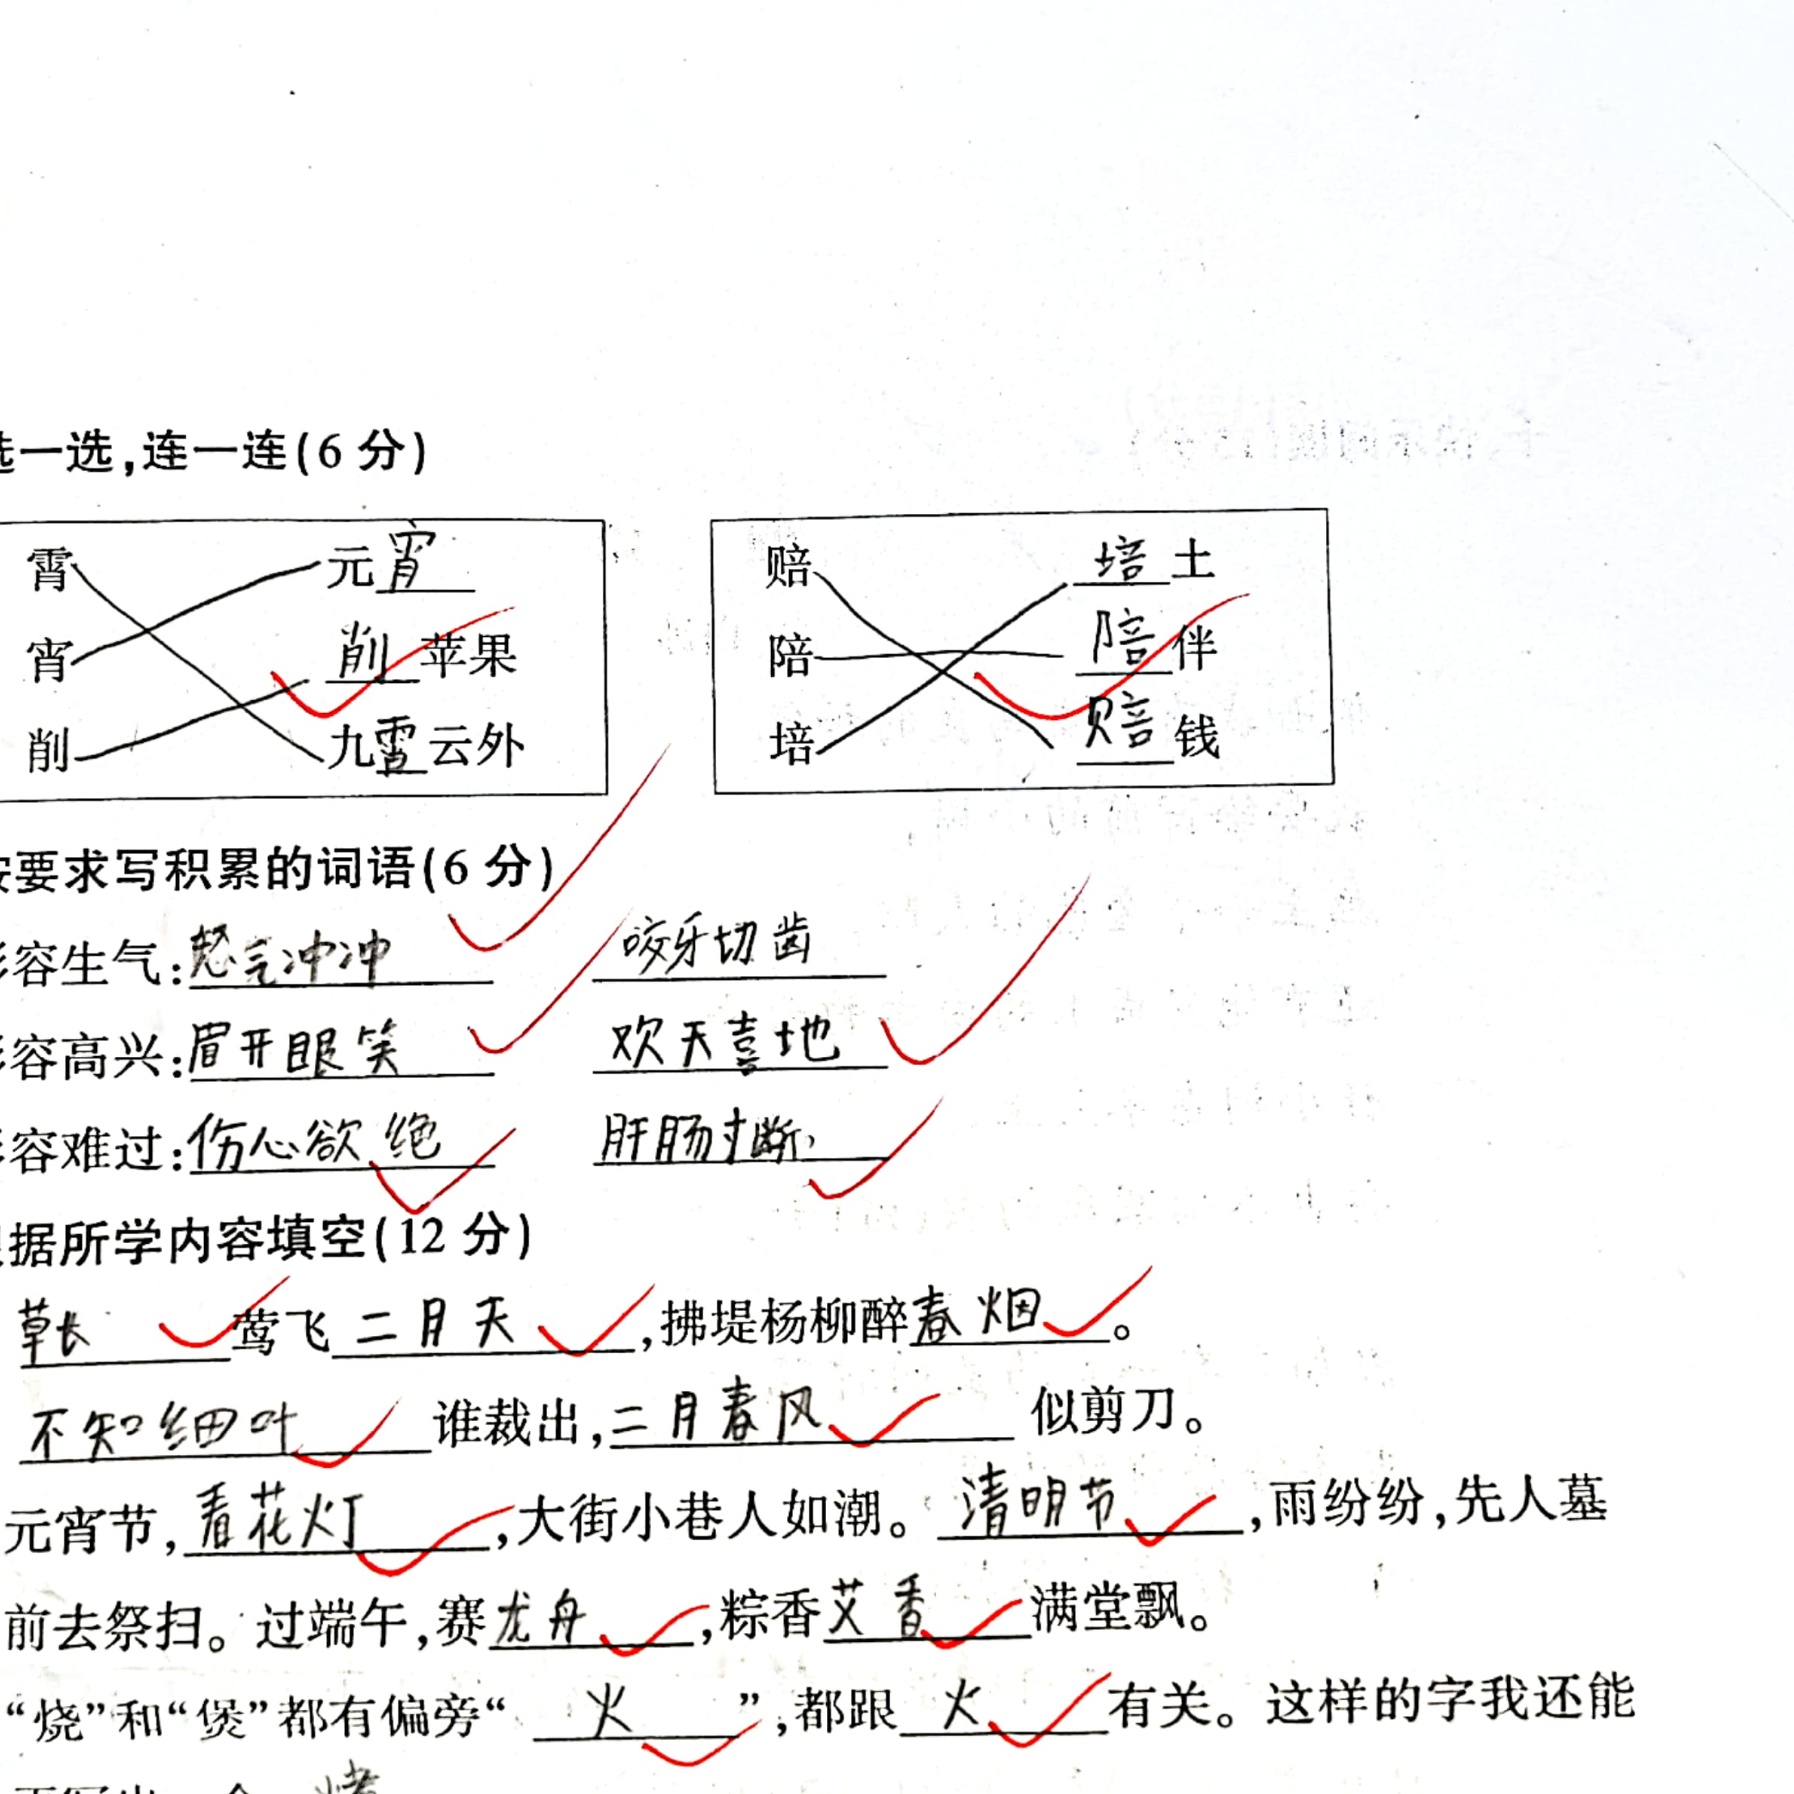 选一选,连一连(6 分)
霄 元宵
宵 削苹果
削 九霄云外
赔 培土
陪 陪伴
培 赔钱
按要求写积累的词语(6 分)
形容生气:怒气冲冲 咬牙切齿
形容高兴:眉开眼笑 欢天喜地
形容难过:伤心欲绝 肝肠寸断
根据所学内容填空(12 分)
草长莺飞二月天,拂堤杨柳醉春烟。
不知细叶谁裁出,二月春风似剪刀。
元宵节,看花灯,大街小巷人如潮。清明节,雨纷纷,先人墓
前去祭扫。过端午,赛龙舟,粽香艾香满堂飘。
“烧”和“煲”都有偏旁“火”,都跟火有关。这样的字我还能